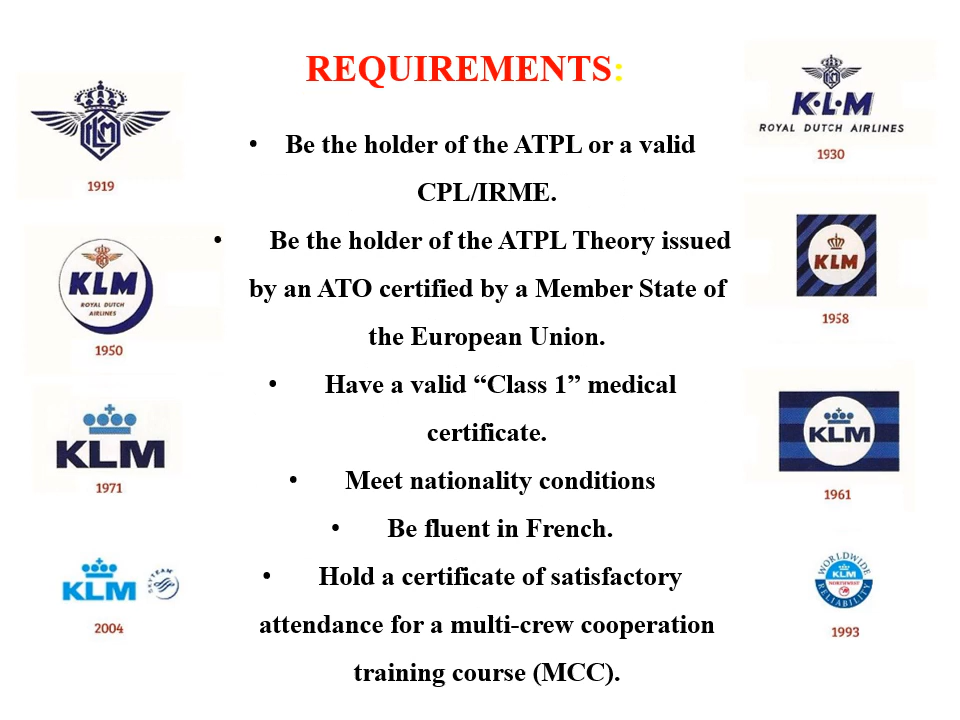 REQUIREMENTS:
• Be the holder of the ATPL or a valid
CPL/IRME.
• Be the holder of the ATPL Theory issued
by an ATO certified by a Member State of
the European Union.
• Have a valid “Class 1” medical
certificate.
• Meet nationality conditions
• Be fluent in French.
• Hold a certificate of satisfactory
attendance for a multi-crew cooperation
training course (MCC).
KLM
1919
KLM
ROYAL DUTCH
AIRLINES
1950
KLM
1971
KLM
SKYTEAM
2004
K·L·M
ROYAL DUTCH AIRLINES
1930
KLM
1958
KLM
1961
WORLDWIDE
KLM
NORTHWEST
RELIABILITY
1993